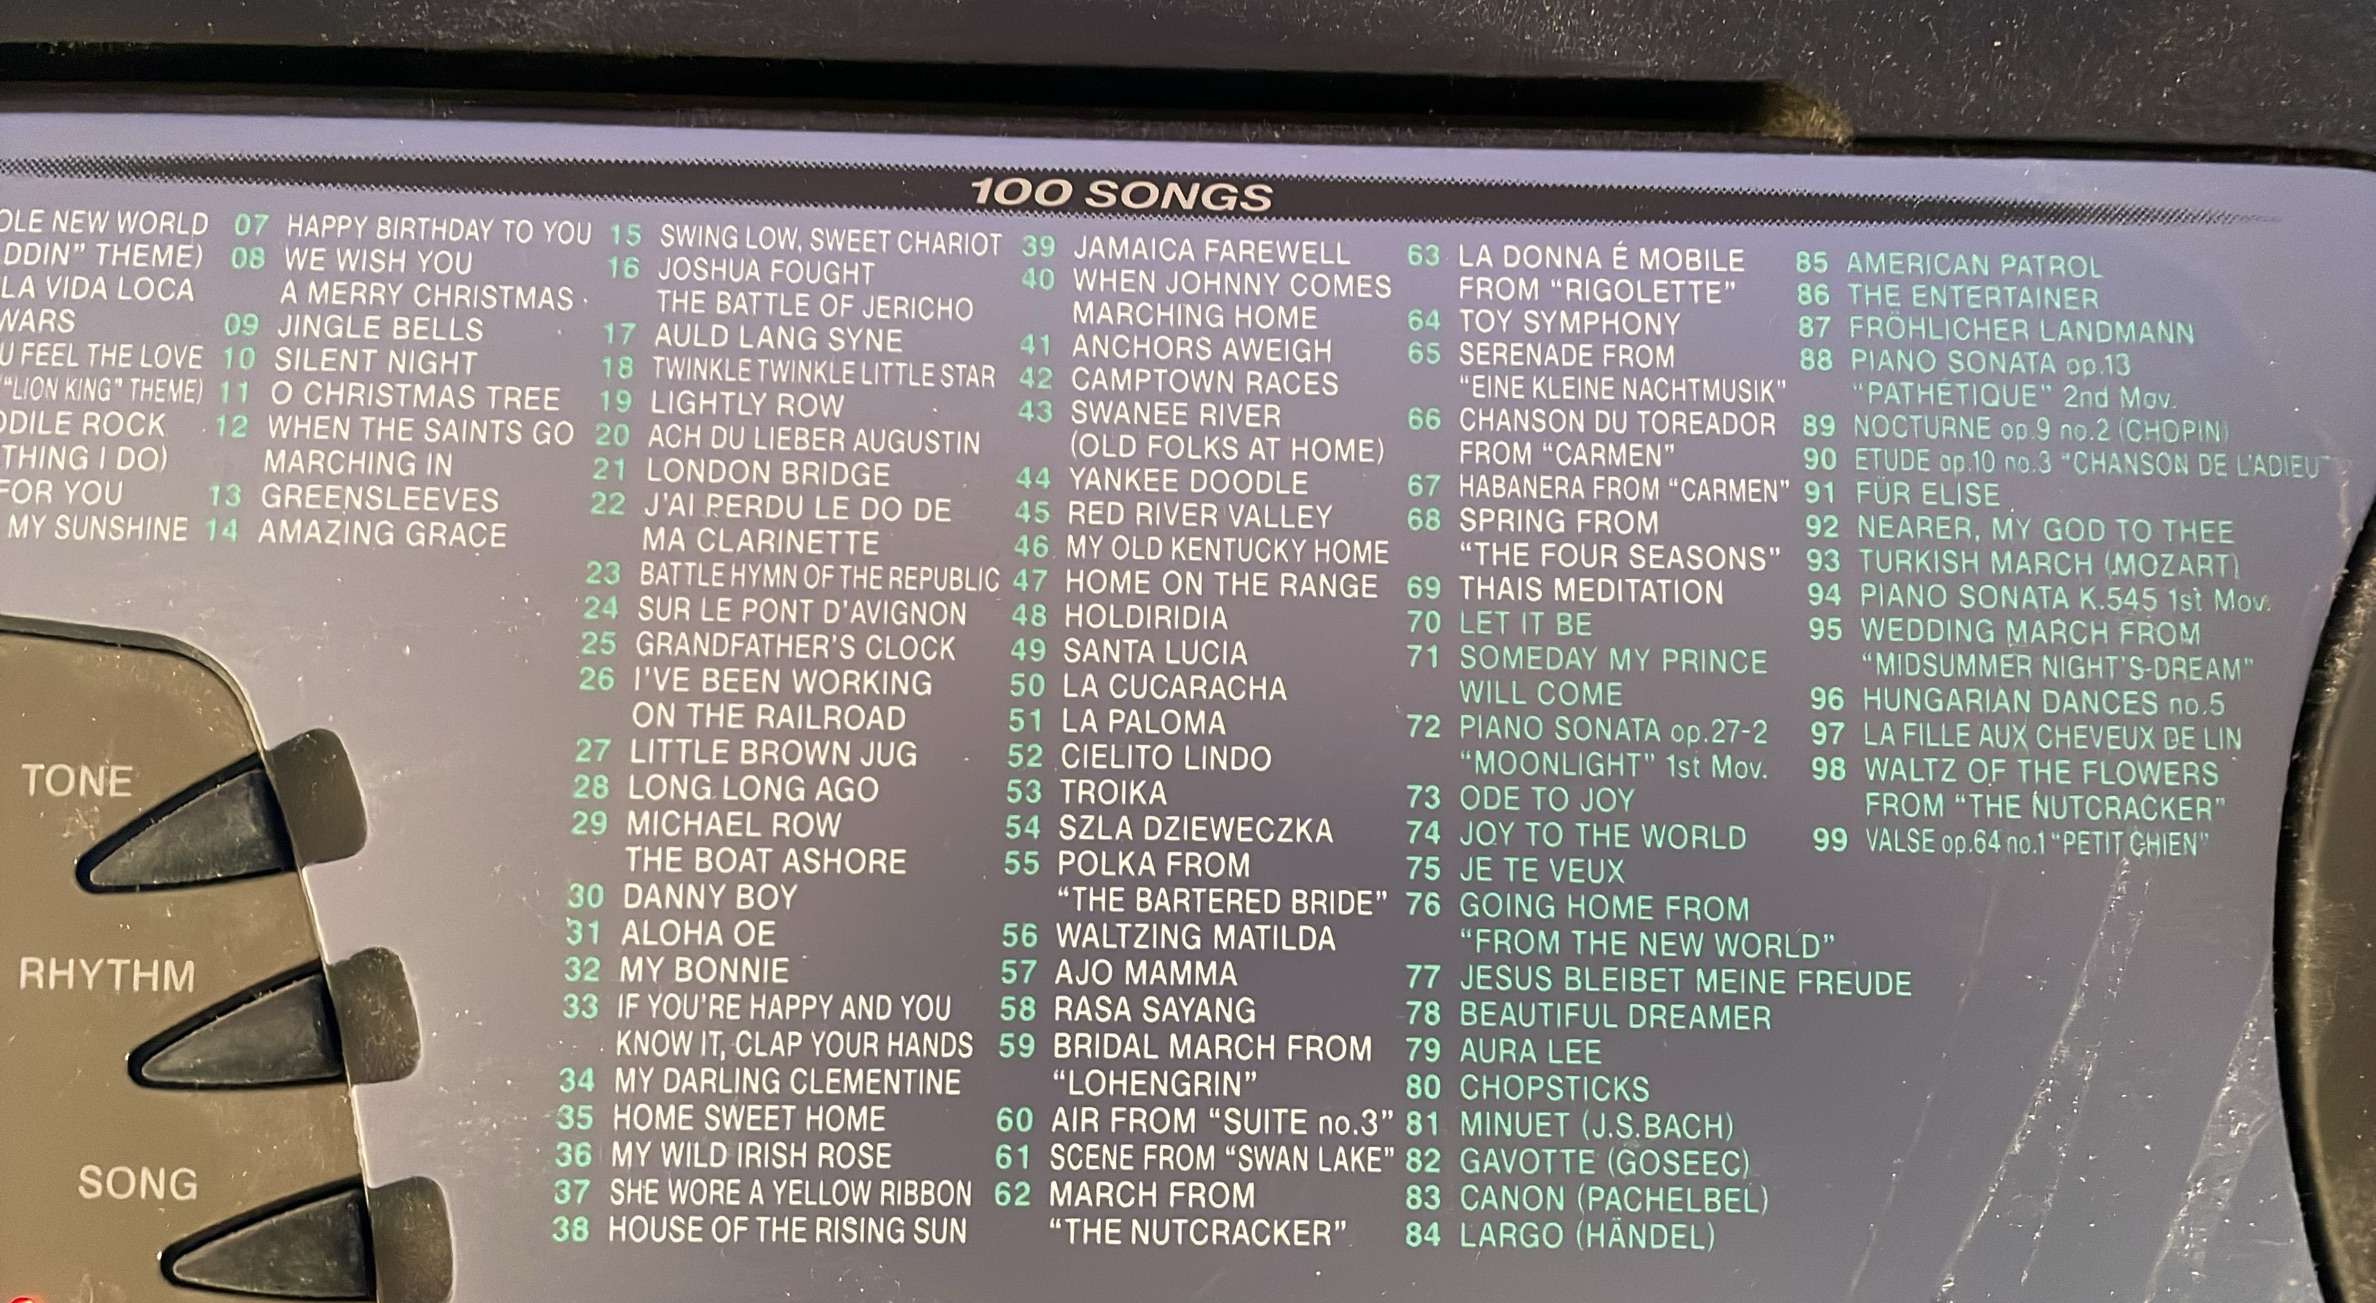 100 SONGS
NEW WORLD
THEME)
LA VIDA LOCA
WARS
FEEL THE LOVE
"LION KING" THEME)
ROCK
THING I DO)
FOR YOU
MY SUNSHINE
07 HAPPY BIRTHDAY TO YOU
08 WE WISH YOU
A MERRY CHRISTMAS
09 JINGLE BELLS
10 SILENT NIGHT
11 O CHRISTMAS TREE
12 WHEN THE SAINTS GO
MARCHING IN
13 GREENSLEEVES
14 AMAZING GRACE
15 SWING LOW, SWEET CHARIOT
16 JOSHUA FOUGHT
THE BATTLE OF JERICHO
17 AULD LANG SYNE
18 TWINKLE TWINKLE LITTLE STAR
19 LIGHTLY ROW
20 ACH DU LIEBER AUGUSTIN
21 LONDON BRIDGE
22 J'AI PERDU LE DO DE
MA CLARINETTE
23 BATTLE HYMN OF THE REPUBLIC
24 SUR LE PONT D'AVIGNON
25 GRANDFATHER'S CLOCK
26 I'VE BEEN WORKING
ON THE RAILROAD
27 LITTLE BROWN JUG
28 LONG LONG AGO
29 MICHAEL ROW
THE BOAT ASHORE
30 DANNY BOY
31 ALOHA OE
32 MY BONNIE
33 IF YOU'RE HAPPY AND YOU
KNOW IT, CLAP YOUR HANDS
34 MY DARLING CLEMENTINE
35 HOME SWEET HOME
36 MY WILD IRISH ROSE
37 SHE WORE A YELLOW RIBBON
38 HOUSE OF THE RISING SUN
39 JAMAICA FAREWELL
40 WHEN JOHNNY COMES
MARCHING HOME
41 ANCHORS AWEIGH
42 CAMPTOWN RACES
43 SWANEE RIVER
(OLD FOLKS AT HOME)
44 YANKEE DOODLE
45 RED RIVER VALLEY
46 MY OLD KENTUCKY HOME
47 HOME ON THE RANGE
48 HOLDIRIDIA
49 SANTA LUCIA
50 LA CUCARACHA
51 LA PALOMA
52 CIELITO LINDO
53 TROIKA
54 SZLA DZIEWECZKA
55 POLKA FROM
"THE BARTERED BRIDE"
56 WALTZING MATILDA
57 AJO MAMMA
58 RASA SAYANG
59 BRIDAL MARCH FROM
"LOHENGRIN"
60 AIR FROM "SUITE no.3"
61 SCENE FROM "SWAN LAKE"
62 MARCH FROM
"THE NUTCRACKER"
63 LA DONNA É MOBILE
FROM "RIGOLETTE"
64 TOY SYMPHONY
65 SERENADE FROM
"EINE KLEINE NACHTMUSIK"
66 CHANSON DU TOREADOR
FROM "CARMEN"
67 HABANERA FROM "CARMEN"
68 SPRING FROM
"THE FOUR SEASONS"
69 THAIS MEDITATION
70 LET IT BE
71 SOMEDAY MY PRINCE
WILL COME
72 PIANO SONATA op.27-2
"MOONLIGHT" 1st Mov.
73 ODE TO JOY
74 JOY TO THE WORLD
75 JE TE VEUX
76 GOING HOME FROM
"FROM THE NEW WORLD"
77 JESUS BLEIBET MEINE FREUDE
78 BEAUTIFUL DREAMER
79 AURA LEE
80 CHOPSTICKS
81 MINUET (J.S.BACH)
82 GAVOTTE (GOSEEC)
83 CANON (PACHELBEL)
84 LARGO (HÄNDEL)
85 AMERICAN PATROL
86 THE ENTERTAINER
87 FRÖHLICHER LANDMANN
88 PIANO SONATA op.13
"PATHÉTIQUE" 2nd Mov.
89 NOCTURNE op.9 no.2 (CHOPIN)
90 ETUDE op.10 no.3 "CHANSON DE L'ADIEU"
91 FÜR ELISE
92 NEARER, MY GOD TO THEE
93 TURKISH MARCH (MOZART)
94 PIANO SONATA K.545 1st Mov.
95 WEDDING MARCH FROM
"MIDSUMMER NIGHT'S-DREAM"
96 HUNGARIAN DANCES no.5
97 LA FILLE AUX CHEVEUX DE LIN
98 WALTZ OF THE FLOWERS
FROM "THE NUTCRACKER"
99 VALSE op.64 no.1 "PETIT CHIEN"
TONE
RHYTHM
SONG